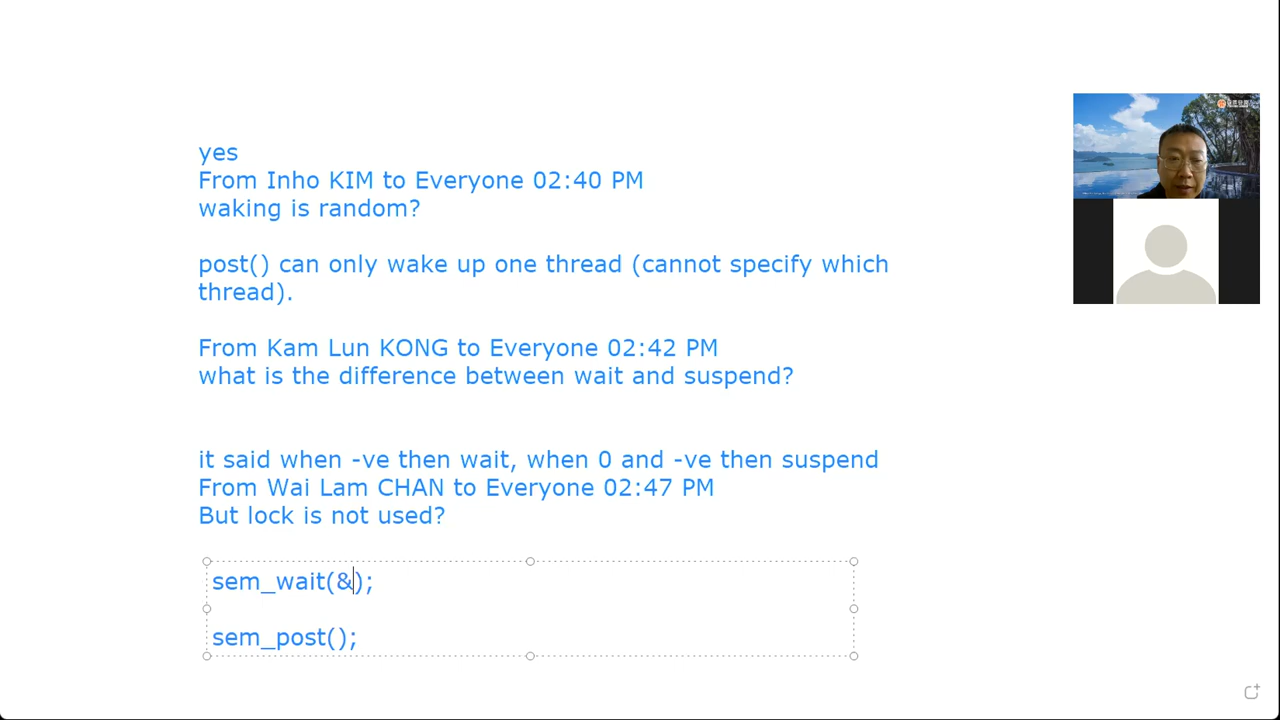 yes
From Inho KIM to Everyone 02:40 PM
waking is random?
post() can only wake up one thread (cannot specify which
thread).
From Kam Lun KONG to Everyone 02:42 PM
what is the difference between wait and suspend?
it said when -ve then wait, when 0 and -ve then suspend
From Wai Lam CHAN to Everyone 02:47 PM
But lock is not used?
sem_wait(&);
sem_post();